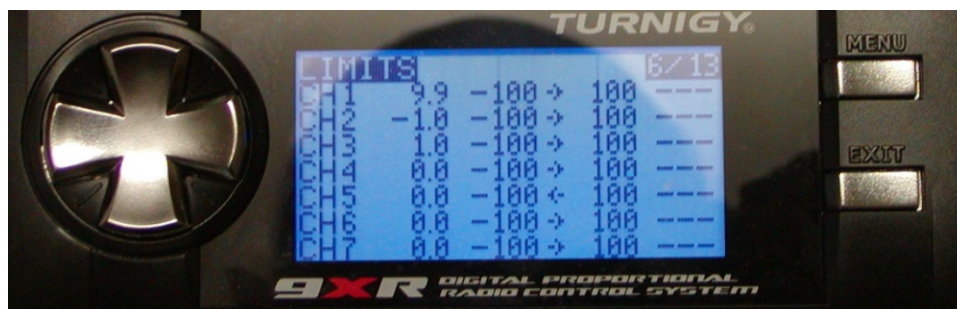 TURNIGY
MENU
LIMITS 6/13
CH1 9.9 -100 → 100 ---
CH2 -1.0 -100 → 100 ---
CH3 1.0 -100 → 100 ---
EXIT
CH4 0.0 -100 → 100 ---
CH5 0.0 -100 ← 100 ---
CH6 0.0 -100 → 100 ---
CH7 0.0 -100 → 100 ---
9XR DIGITAL PROPORTIONAL
RADIO CONTROL SYSTEM